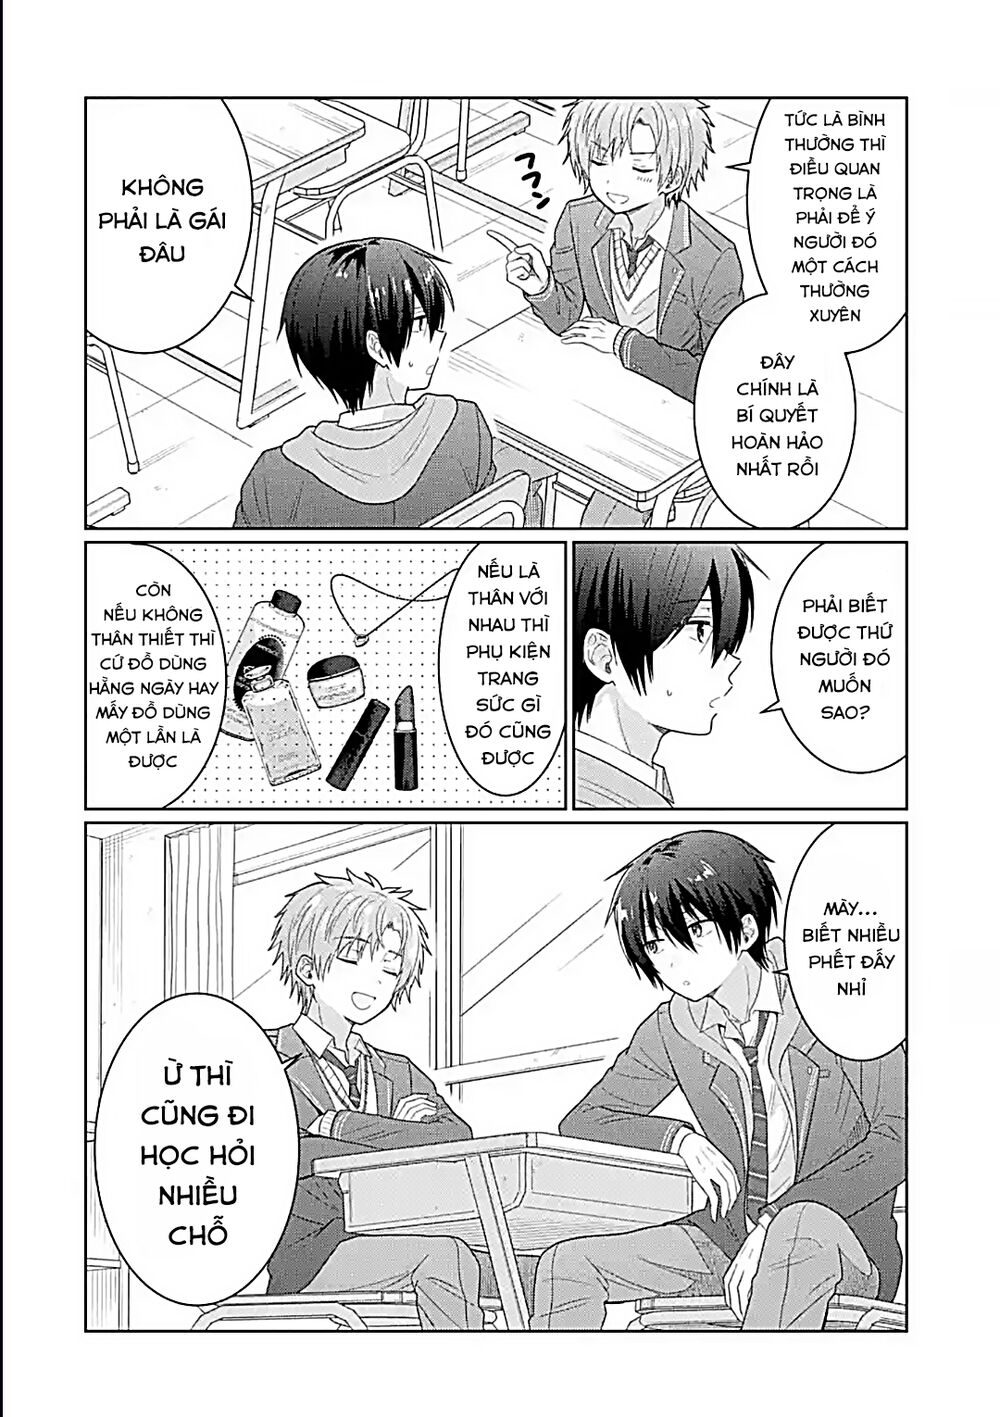 TỨC LÀ BÌNH
THƯỜNG THÌ
ĐIỀU QUAN
TRỌNG LÀ
PHẢI ĐỂ Ý
NGƯỜI ĐÓ
MỘT CÁCH
THƯỜNG
XUYÊN
ĐÂY
CHÍNH LÀ
BÍ QUYẾT
HOÀN HẢO
NHẤT RỒI
KHÔNG
PHẢI LÀ GÁI
ĐÂU
PHẢI BIẾT
ĐƯỢC THỨ
NGƯỜI ĐÓ
MUỐN
SAO?
NẾU LÀ
THÂN VỚI
NHAU THÌ
PHỤ KIỆN
TRANG
SỨC GÌ
ĐÓ CŨNG
ĐƯỢC
CÒN
NẾU KHÔNG
THÂN THIẾT THÌ
CỨ ĐỒ DÙNG
HẰNG NGÀY HAY
MẤY ĐỒ DÙNG
MỘT LẦN LÀ
ĐƯỢC
MÀY...
BIẾT NHIỀU
PHẾT ĐẤY
NHỈ
Ừ THÌ
CŨNG ĐI
HỌC HỎI
NHIỀU
CHỖ